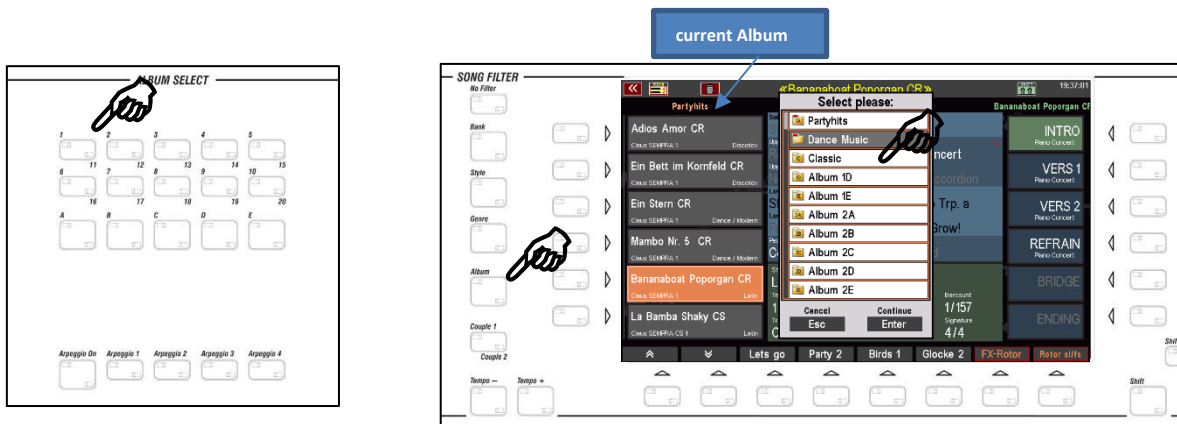 current Album
ALBUM SELECT
1 2 3 4 5
11 12 13 14 15
6 7 8 9 10
16 17 18 19 20
A B C D E
Arpeggio On Arpeggio 1 Arpeggio 2 Arpeggio 3 Arpeggio 4
SONG FILTER
No Filter
Bank
Style
Genre
Album
Couple 1
Couple 2
Tempo — Tempo +
«Bananaboat Poporgan CR»
19:37:01
Partyhits
Bananaboat Poporgan CR
Adios Amor CR
Claus SEMPRA 1 Discofox
Ein Bett im Kornfeld CR
Claus SEMPRA 1 Discofox
Ein Stern CR
Claus SEMPRA 1 Dance / Modern
Mambo Nr. 5 CR
Claus SEMPRA 1 Dance / Modern
Bananaboat Poporgan CR
Claus SEMPRA 1 Latin
La Bamba Shaky CS
Claus SEMPRA CS 1 Latin
Select please:
Partyhits
Dance Music
Classic
Album 1D
Album 1E
Album 2A
Album 2B
Album 2C
Album 2D
Album 2E
Cancel Continue
Esc Enter
ncert
ccordion
Trp. a
Grow!
Barcount
1/157
Signature
4/4
INTRO
Piano Concert
VERS 1
Piano Concert
VERS 2
Piano Concert
REFRAIN
Piano Concert
BRIDGE
ENDING
Lets go Party 2 Birds 1 Glocke 2 FX-Rotor Rotor sl/fs
Shift